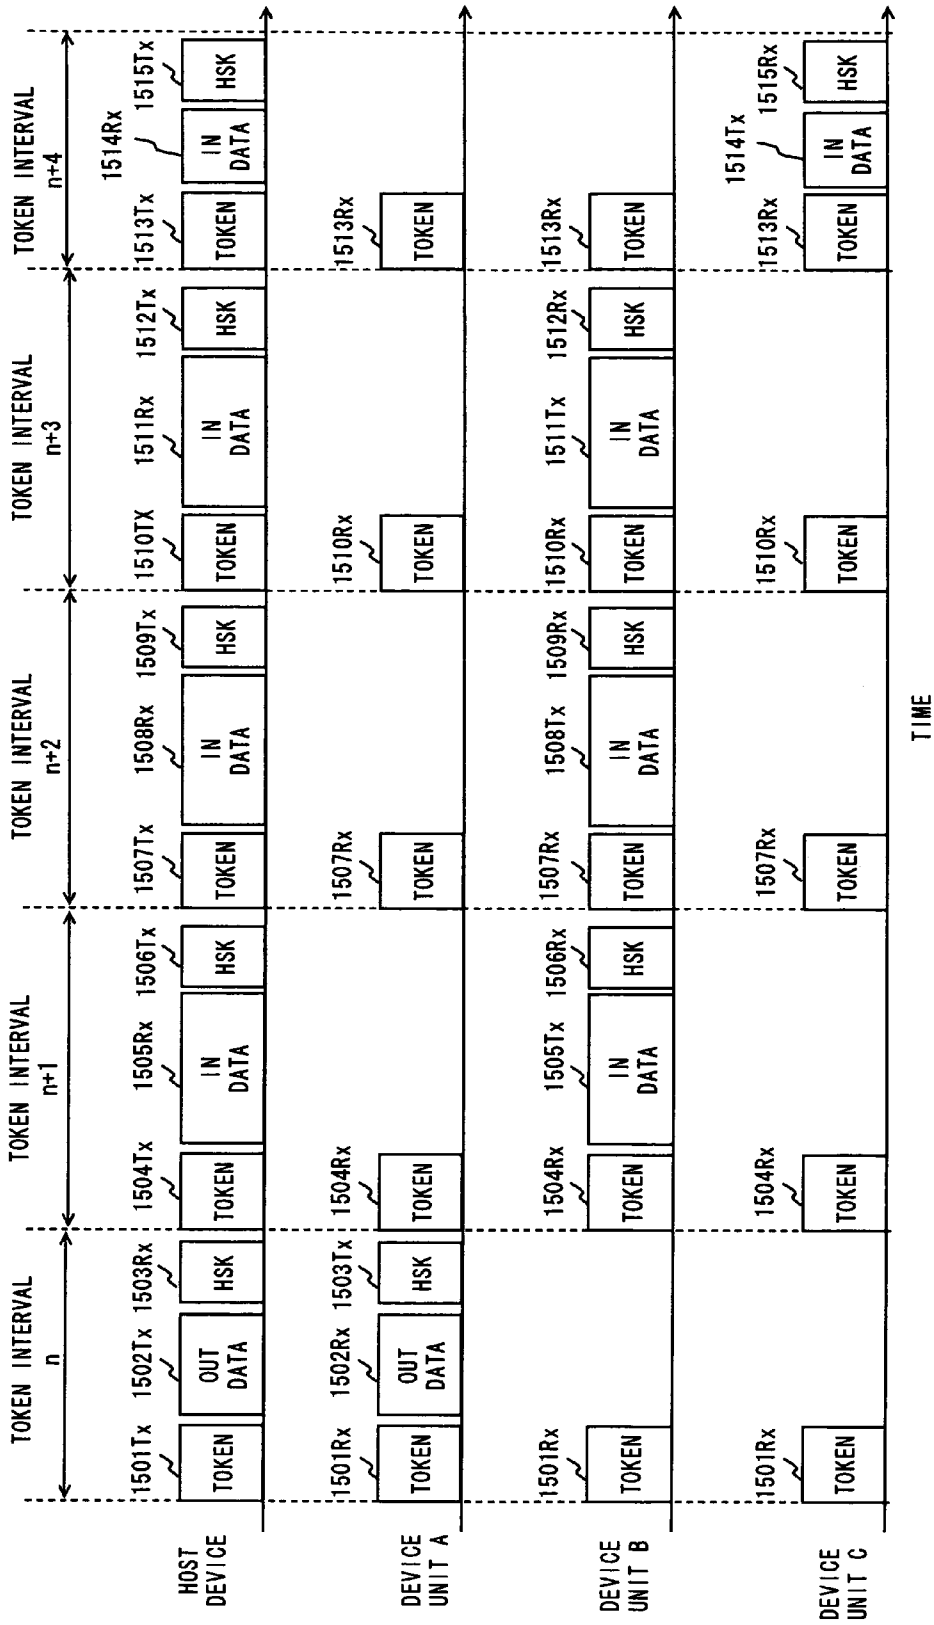 TOKEN INTERVAL
n
TOKEN INTERVAL
n+1
TOKEN INTERVAL
n+2
TOKEN INTERVAL
n+3
TOKEN INTERVAL
n+4
HOST
DEVICE
1501Tx
TOKEN
1502Tx
OUT
DATA
1503Rx
HSK
1504Tx
TOKEN
1505Rx
IN
DATA
1506Tx
HSK
1507Tx
TOKEN
1508Rx
IN
DATA
1509Tx
HSK
1510TX
TOKEN
1511Rx
IN
DATA
1512Tx
HSK
1513Tx
TOKEN
1514Rx
IN
DATA
1515Tx
HSK
DEVICE
UNIT A
1501Rx
TOKEN
1502Rx
OUT
DATA
1503Tx
HSK
1504Rx
TOKEN
1507Rx
TOKEN
1510Rx
TOKEN
1513Rx
TOKEN
DEVICE
UNIT B
1501Rx
TOKEN
1504Rx
TOKEN
1505Tx
IN
DATA
1506Rx
HSK
1507Rx
TOKEN
1508Tx
IN
DATA
1509Rx
HSK
1510Rx
TOKEN
1511Tx
IN
DATA
1512Rx
HSK
1513Rx
TOKEN
DEVICE
UNIT C
1501Rx
TOKEN
1504Rx
TOKEN
1507Rx
TOKEN
1510Rx
TOKEN
1513Rx
TOKEN
1514Tx
IN
DATA
1515Rx
HSK
TIME